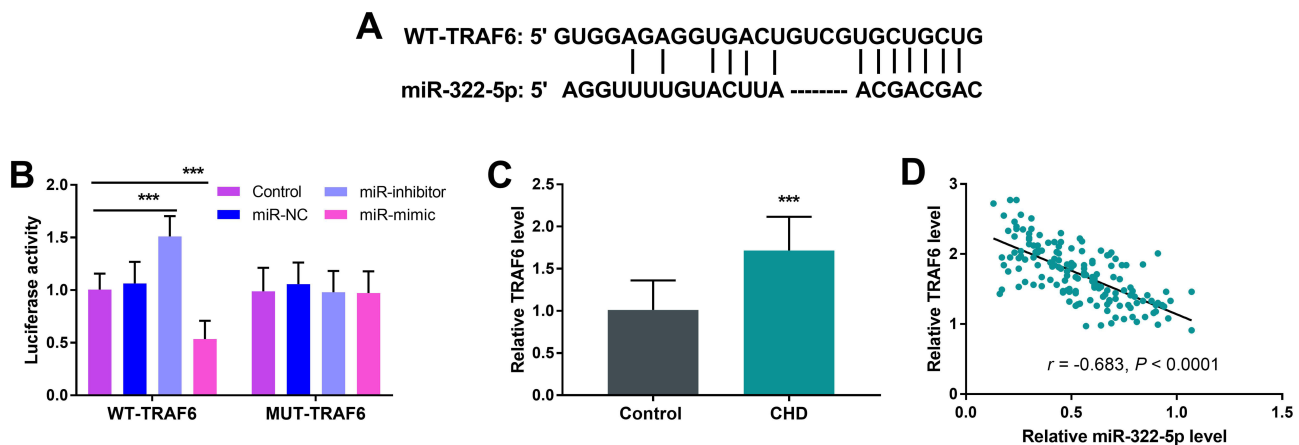 A
WT-TRAF6: 5' GUGGAGAGGUGACUGUCGUGCUGCUG
miR-322-5p: 5' AGGUUUUGUACUUA -------- ACGACGAC
B
Luciferase activity
2.0
1.5
1.0
0.5
0.0
***
***
Control
miR-inhibitor
miR-NC
miR-mimic
WT-TRAF6
MUT-TRAF6
C
Relative TRAF6 level
2.5
2.0
1.5
1.0
0.5
0.0
***
Control
CHD
D
Relative TRAF6 level
3
2
1
0
r = -0.683, P < 0.0001
0.0
0.5
1.0
1.5
Relative miR-322-5p level